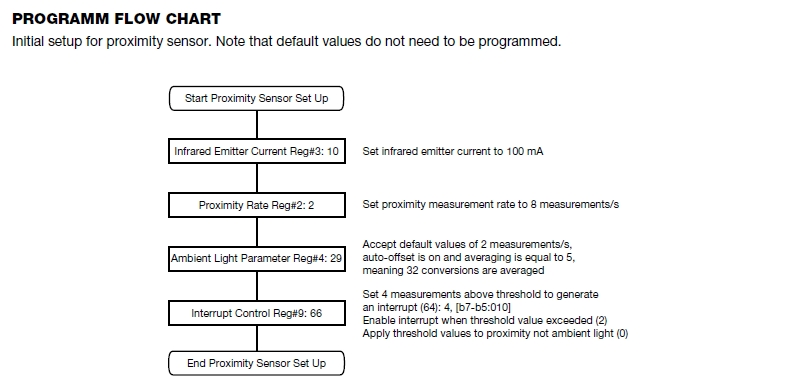 PROGRAMM FLOW CHART
Initial setup for proximity sensor. Note that default values do not need to be programmed.
Start Proximity Sensor Set Up
Infrared Emitter Current Reg#3: 10
Set infrared emitter current to 100 mA
Proximity Rate Reg#2: 2
Set proximity measurement rate to 8 measurements/s
Ambient Light Parameter Reg#4: 29
Accept default values of 2 measurements/s,
auto-offset is on and averaging is equal to 5,
meaning 32 conversions are averaged
Interrupt Control Reg#9: 66
Set 4 measurements above threshold to generate
an interrupt (64): 4, [b7-b5:010]
Enable interrupt when threshold value exceeded (2)
Apply threshold values to proximity not ambient light (0)
End Proximity Sensor Set Up